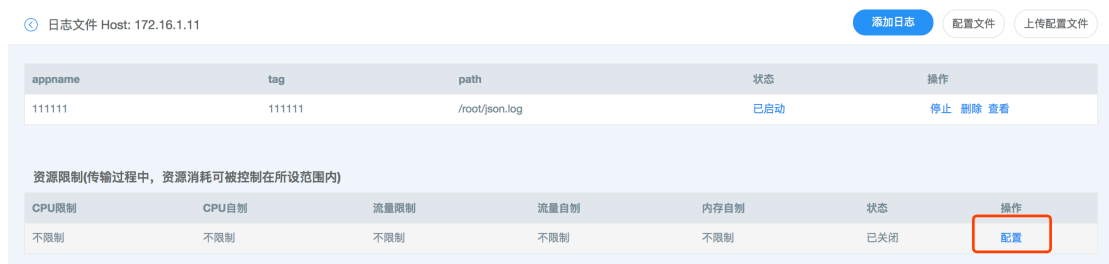 日志文件 Host: 172.16.1.11 添加日志 配置文件 上传配置文件
appname tag path 状态 操作
111111 111111 /root/json.log 已启动 停止 删除 查看
资源限制(传输过程中，资源消耗可被控制在所设范围内)
CPU限制 CPU自刎 流量限制 流量自刎 内存自刎 状态 操作
不限制 不限制 不限制 不限制 不限制 已关闭 配置